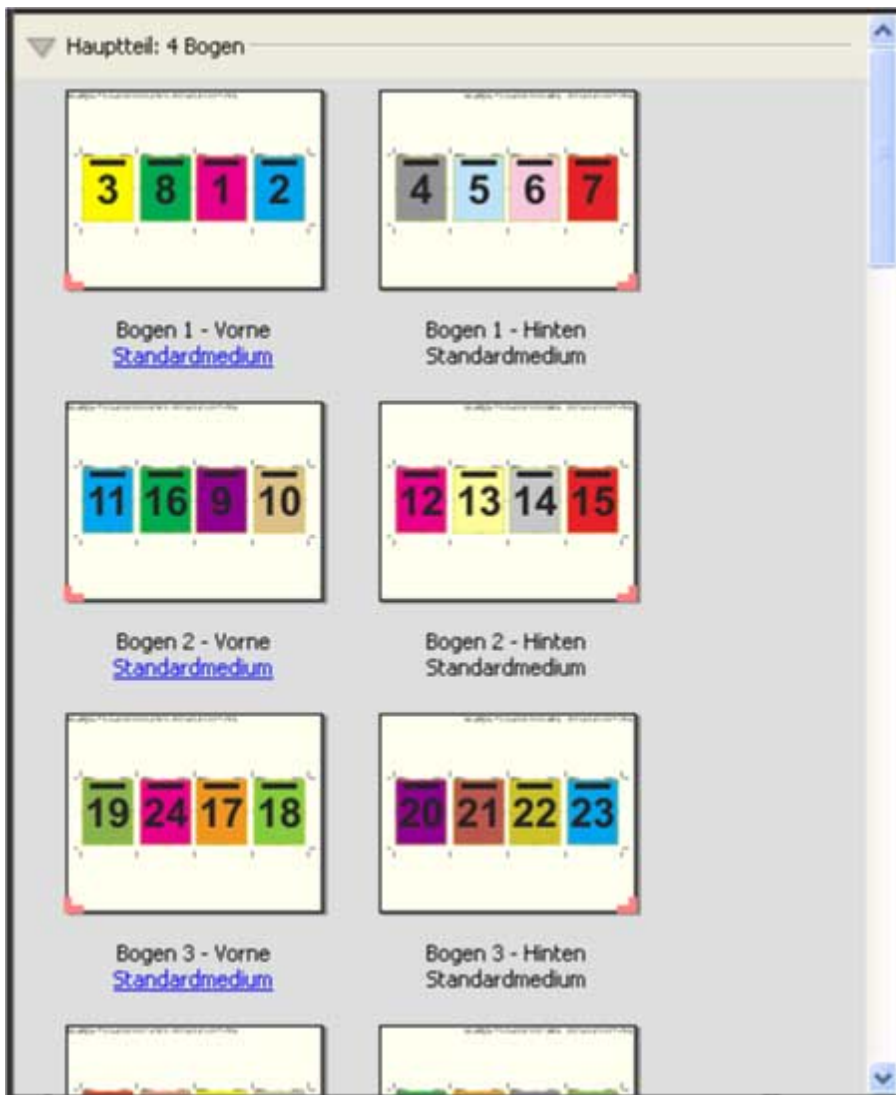 Hauptteil: 4 Bogen
3 8 1 2
4 5 6 7
Bogen 1 - Vorne
Standardmedium
Bogen 1 - Hinten
Standardmedium
11 16 9 10
12 13 14 15
Bogen 2 - Vorne
Standardmedium
Bogen 2 - Hinten
Standardmedium
19 24 17 18
20 21 22 23
Bogen 3 - Vorne
Standardmedium
Bogen 3 - Hinten
Standardmedium